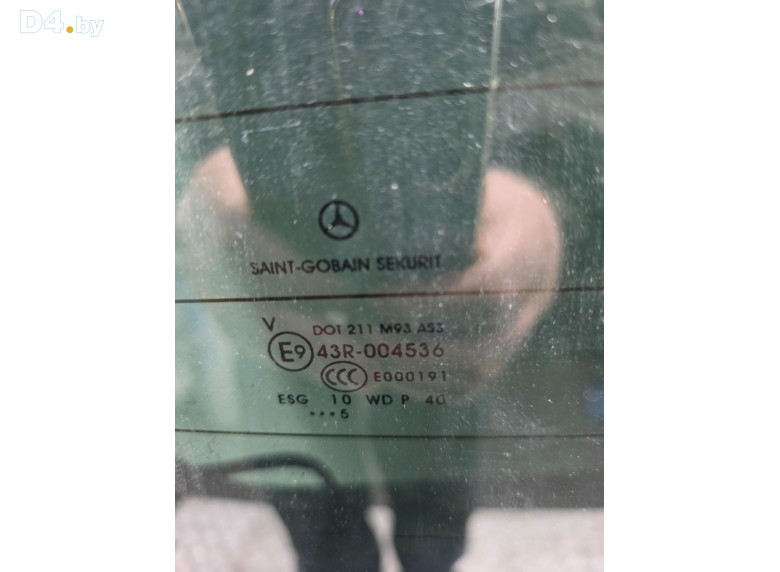 D4.by
SAINT-GOBAIN SEKURIT
V
DOT 211 M93 AS3
E9 43R-004536
CCC E000191
ESG 10 WD P 40
•••5